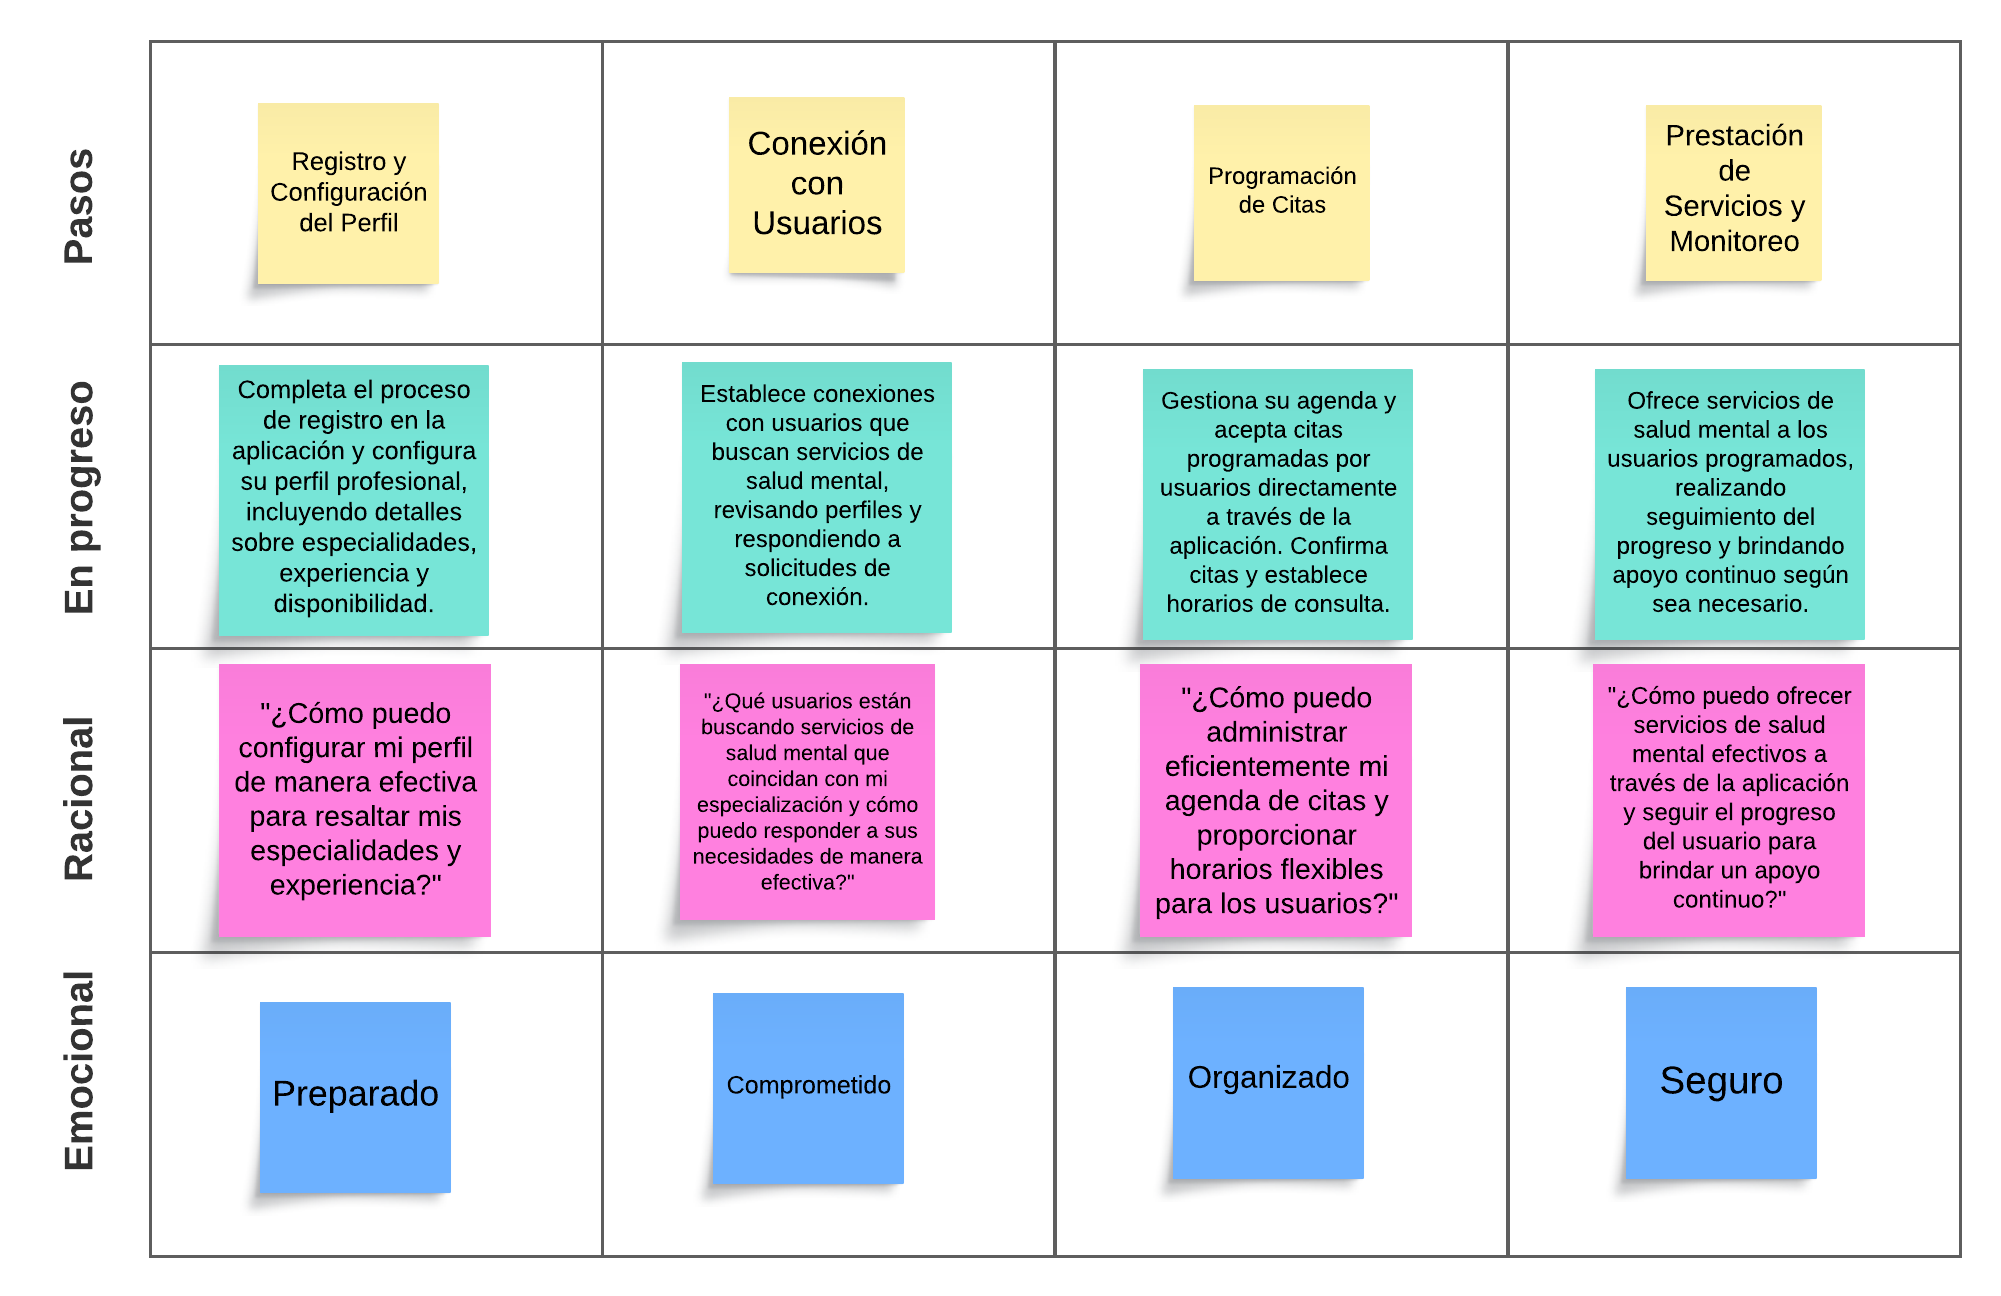 Pasos
Registro y
Configuración
del Perfil
Conexión
con
Usuarios
Programación
de Citas
Prestación
de
Servicios y
Monitoreo
En progreso
Completa el proceso
de registro en la
aplicación y configura
su perfil profesional,
incluyendo detalles
sobre especialidades,
experiencia y
disponibilidad.
Establece conexiones
con usuarios que
buscan servicios de
salud mental,
revisando perfiles y
respondiendo a
solicitudes de
conexión.
Gestiona su agenda y
acepta citas
programadas por
usuarios directamente
a través de la
aplicación. Confirma
citas y establece
horarios de consulta.
Ofrece servicios de
salud mental a los
usuarios programados,
realizando
seguimiento del
progreso y brindando
apoyo continuo según
sea necesario.
Racional
"¿Cómo puedo
configurar mi perfil
de manera efectiva
para resaltar mis
especialidades y
experiencia?"
"¿Qué usuarios están
buscando servicios de
salud mental que
coincidan con mi
especialización y cómo
puedo responder a sus
necesidades de manera
efectiva?"
"¿Cómo puedo
administrar
eficientemente mi
agenda de citas y
proporcionar
horarios flexibles
para los usuarios?"
"¿Cómo puedo ofrecer
servicios de salud
mental efectivos a
través de la aplicación
y seguir el progreso
del usuario para
brindar un apoyo
continuo?"
Emocional
Preparado
Comprometido
Organizado
Seguro